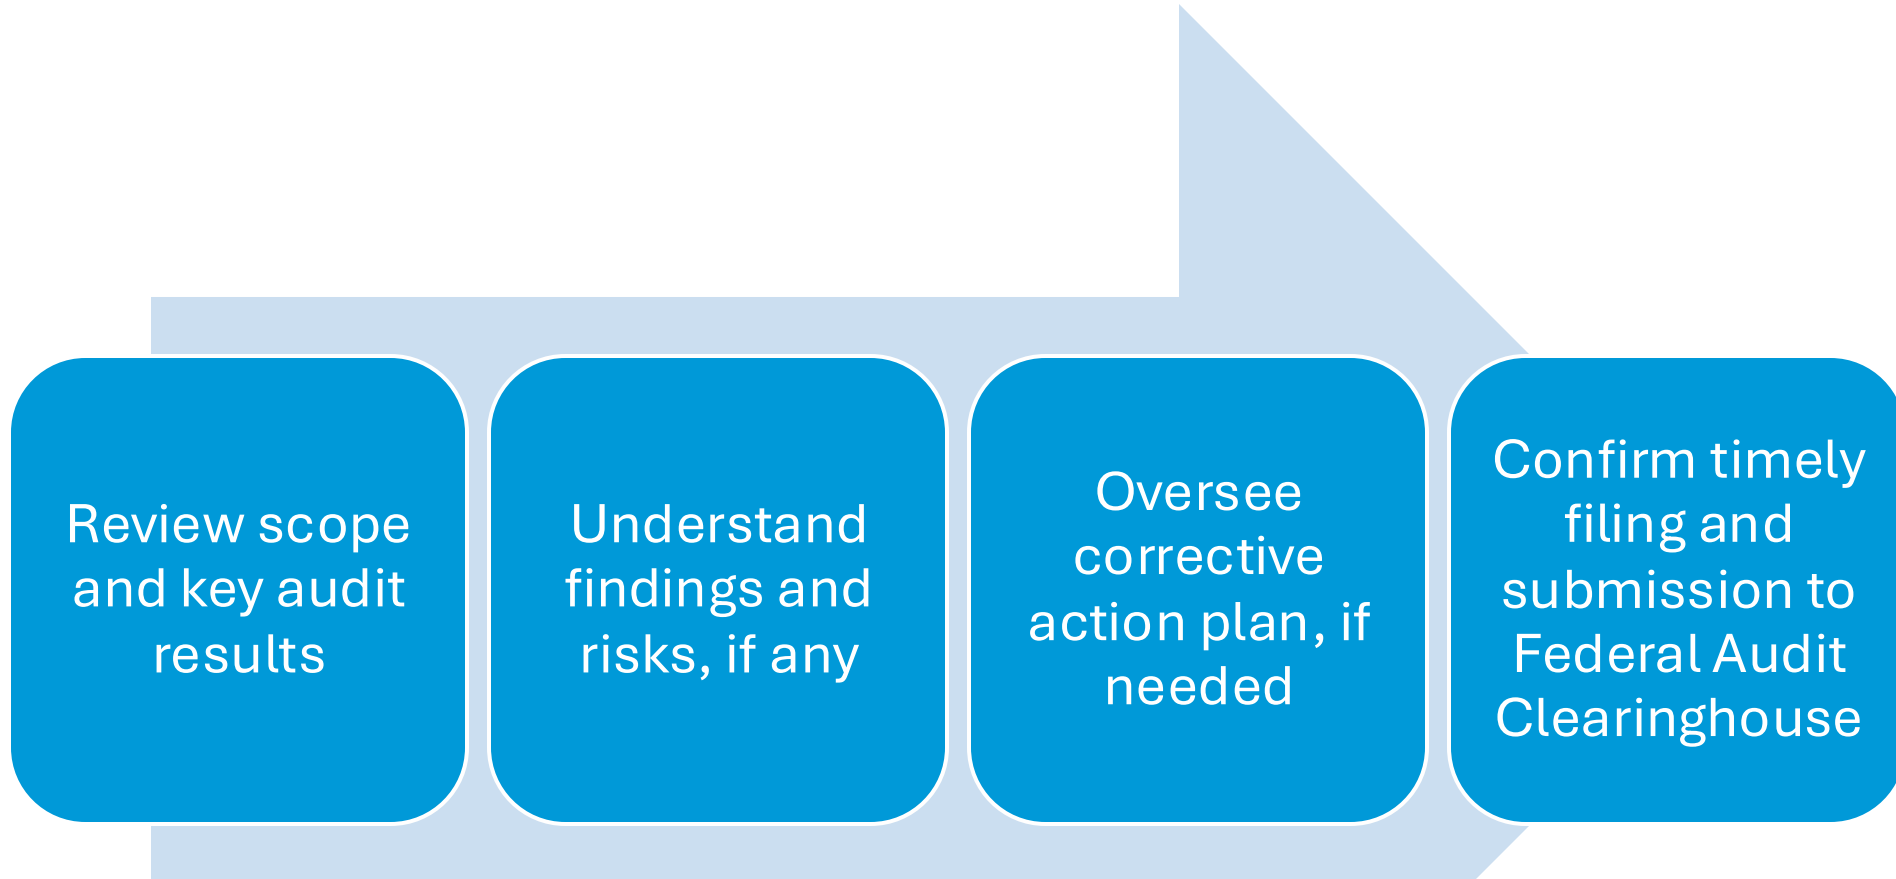 Review scope
and key audit
results
Understand
findings and
risks, if any
Oversee
corrective
action plan, if
needed
Confirm timely
filing and
submission to
Federal Audit
Clearinghouse